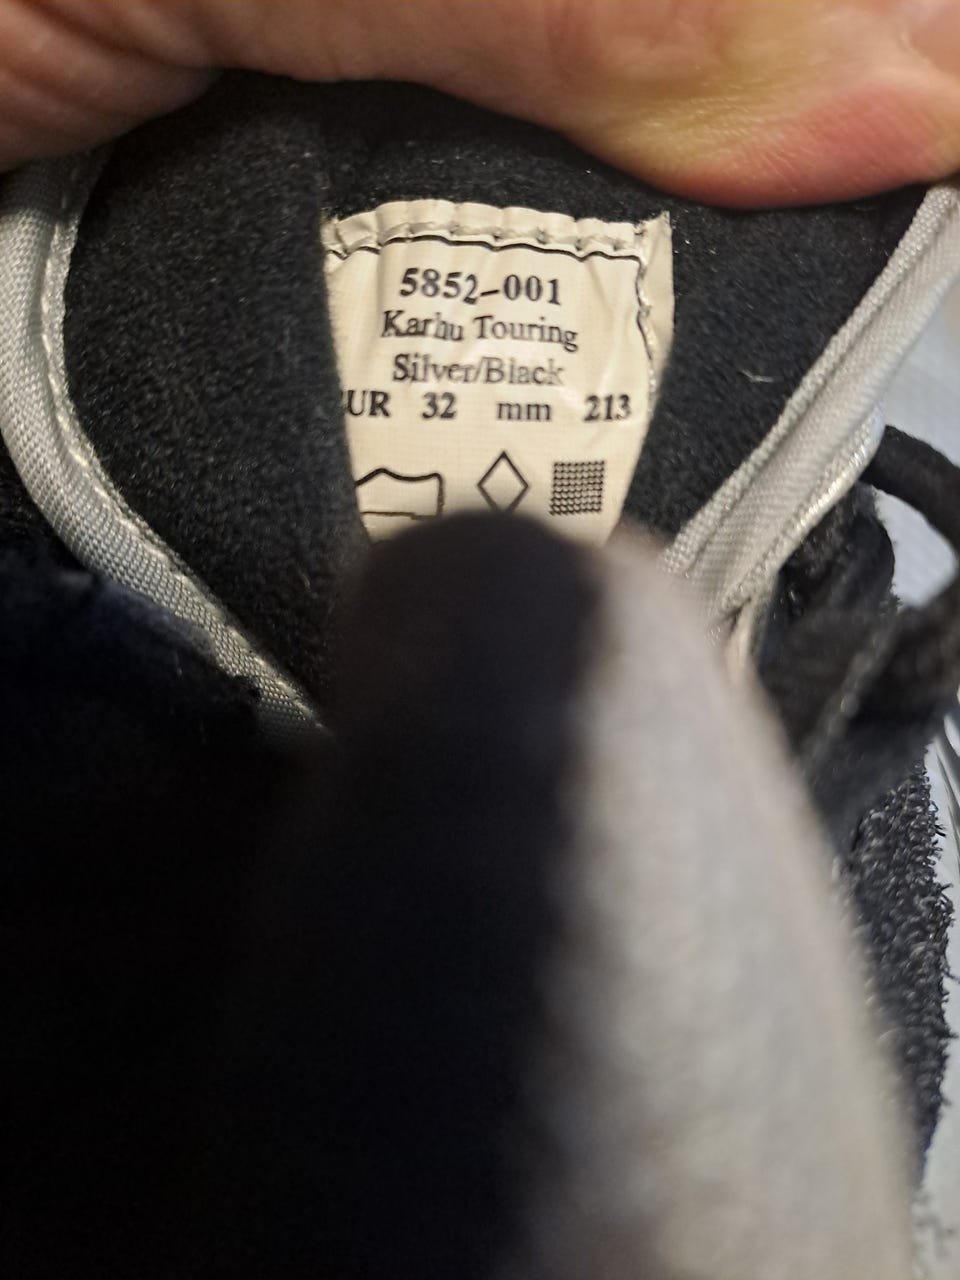 5852-001
Karhu Touring
Silver/Black
UR 32 mm 213